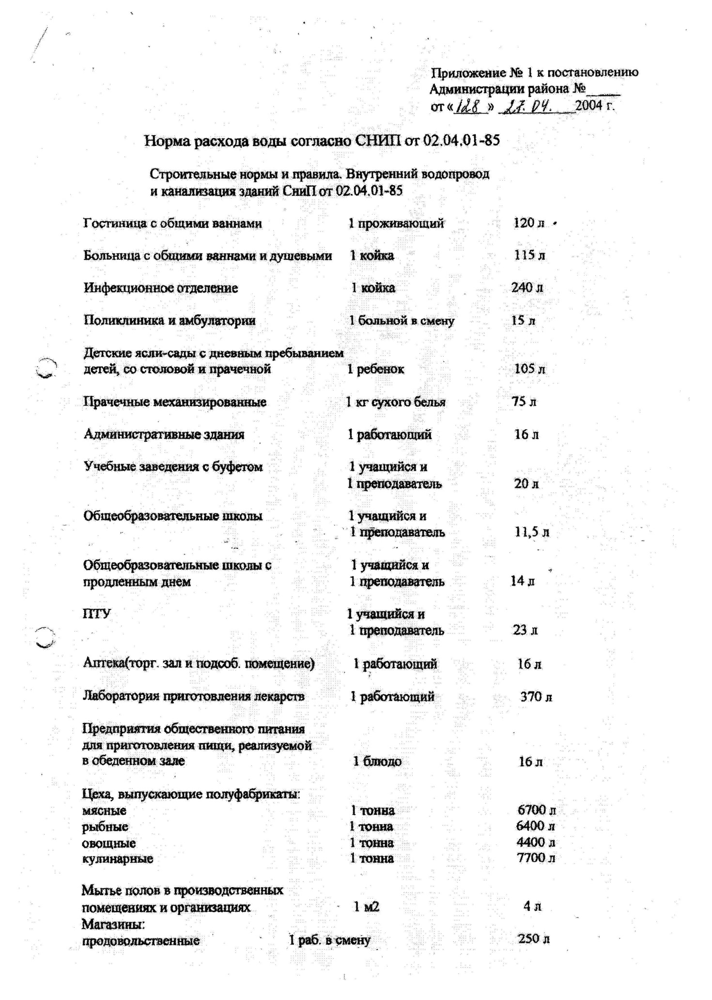 Приложение № 1 к постановлению
Администрации района №_____
от «128» 27.04. 2004 г.
Норма расхода воды согласно СНИП от 02.04.01-85
Строительные нормы и правила. Внутренний водопровод
и канализация зданий СниП от 02.04.01-85
Гостиница с общими ваннами 1 проживающий 120 л
Больница с общими ваннами и душевыми 1 койка 115 л
Инфекционное отделение 1 койка 240 л
Поликлиника и амбулатории 1 больной в смену 15 л
Детские ясли-сады с дневным пребыванием
детей, со столовой и прачечной 1 ребенок 105 л
Прачечные механизированные 1 кг сухого белья 75 л
Административные здания 1 работающий 16 л
Учебные заведения с буфетом 1 учащийся и
1 преподаватель 20 л
Общеобразовательные школы 1 учащийся и
1 преподаватель 11,5 л
Общеобразовательные школы с 1 учащийся и
продленным днем 1 преподаватель 14 л
ПТУ 1 учащийся и
1 преподаватель 23 л
Аптека(торг. зал и подсоб. помещение) 1 работающий 16 л
Лаборатория приготовления лекарств 1 работающий 370 л
Предприятия общественного питания
для приготовления пищи, реализуемой
в обеденном зале 1 блюдо 16 л
Цеха, выпускающие полуфабрикаты:
мясные 1 тонна 6700 л
рыбные 1 тонна 6400 л
овощные 1 тонна 4400 л
кулинарные 1 тонна 7700 л
Мытье полов в производственных
помещениях и организациях 1 м2 4 л
Магазины:
продовольственные 1 раб. в смену 250 л